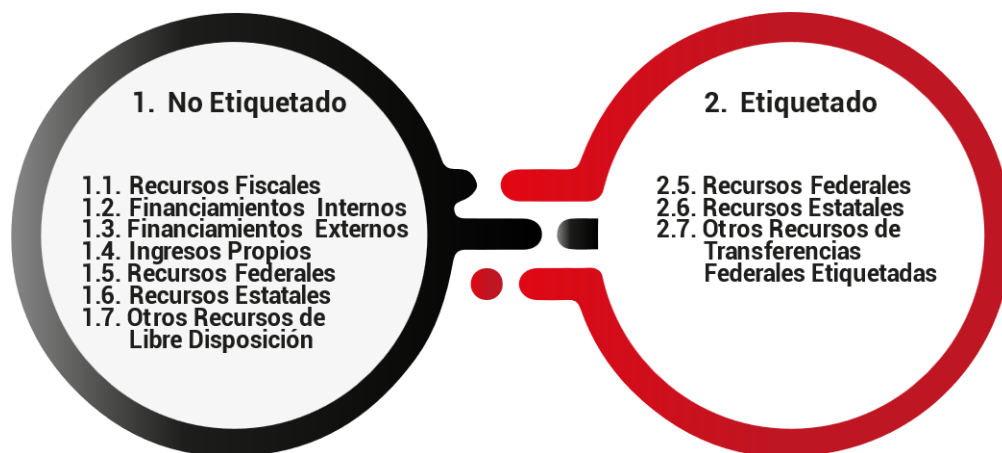 1. No Etiquetado
1.1. Recursos Fiscales
1.2. Financiamientos Internos
1.3. Financiamientos Externos
1.4. Ingresos Propios
1.5. Recursos Federales
1.6. Recursos Estatales
1.7. Otros Recursos de
Libre Disposición
2. Etiquetado
2.5. Recursos Federales
2.6. Recursos Estatales
2.7. Otros Recursos de
Transferencias
Federales Etiquetadas